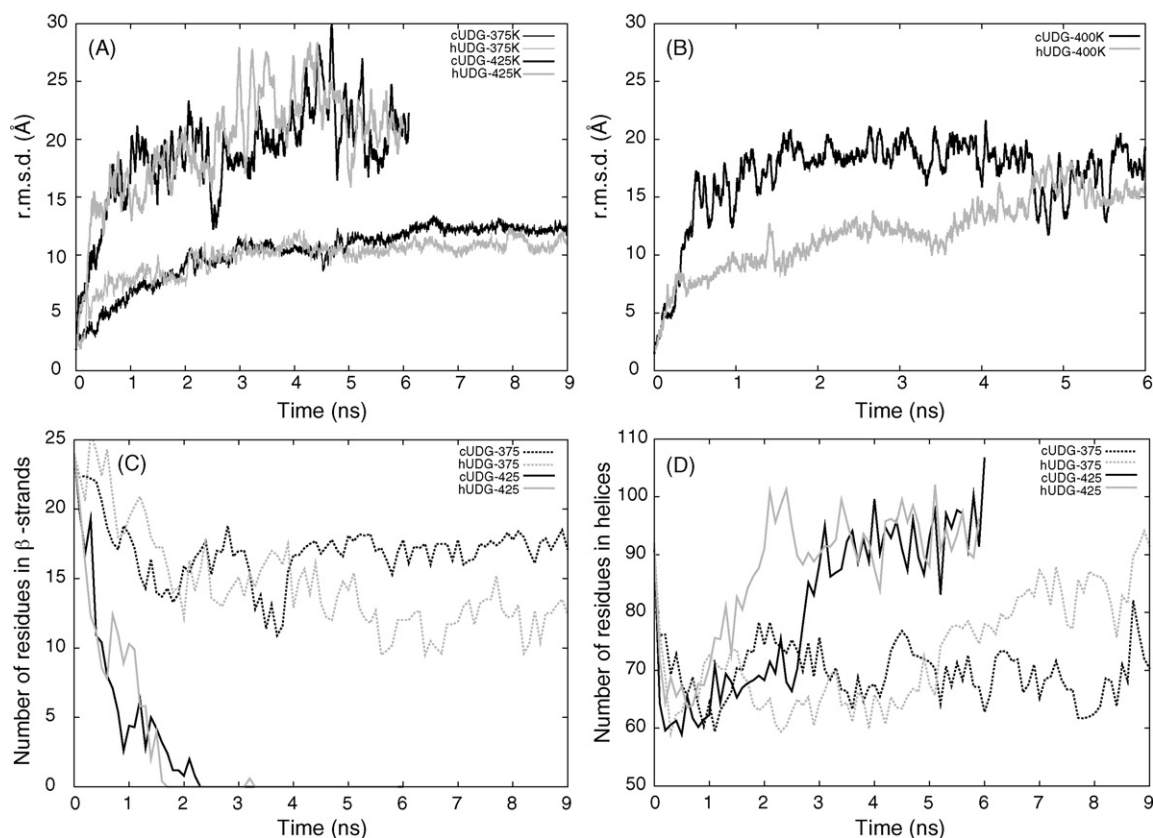 (A)
cUDG-375K
hUDG-375K
cUDG-425K
hUDG-425K
r.m.s.d. (Å)
30
25
20
15
10
5
0
0 1 2 3 4 5 6 7 8 9
Time (ns)
(B)
cUDG-400K
hUDG-400K
r.m.s.d. (Å)
30
25
20
15
10
5
0
0 1 2 3 4 5 6
Time (ns)
(C)
cUDG-375
hUDG-375
cUDG-425
hUDG-425
Number of residues in β -strands
25
20
15
10
5
0
0 1 2 3 4 5 6 7 8 9
Time (ns)
(D)
cUDG-375
hUDG-375
cUDG-425
hUDG-425
Number of residues in helices
110
100
90
80
70
60
50
0 1 2 3 4 5 6 7 8 9
Time (ns)